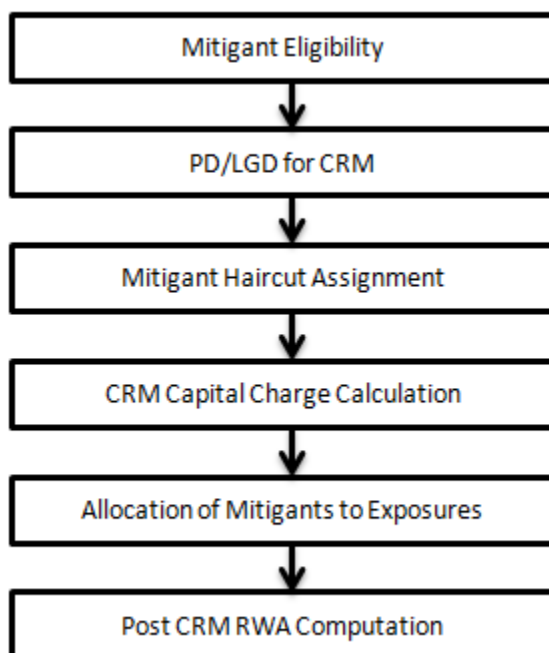 Mitigant Eligibility
PD/LGD for CRM
Mitigant Haircut Assignment
CRM Capital Charge Calculation
Allocation of Mitigants to Exposures
Post CRM RWA Computation